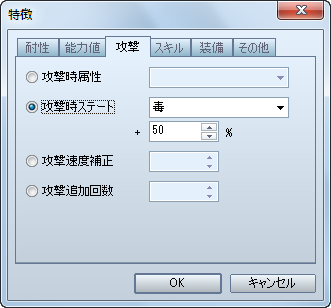 特徴
耐性 能力値 攻撃 スキル 装備 その他
攻撃時属性
攻撃時ステート 毒
+ 50 %
攻撃速度補正
攻撃追加回数
OK キャンセル